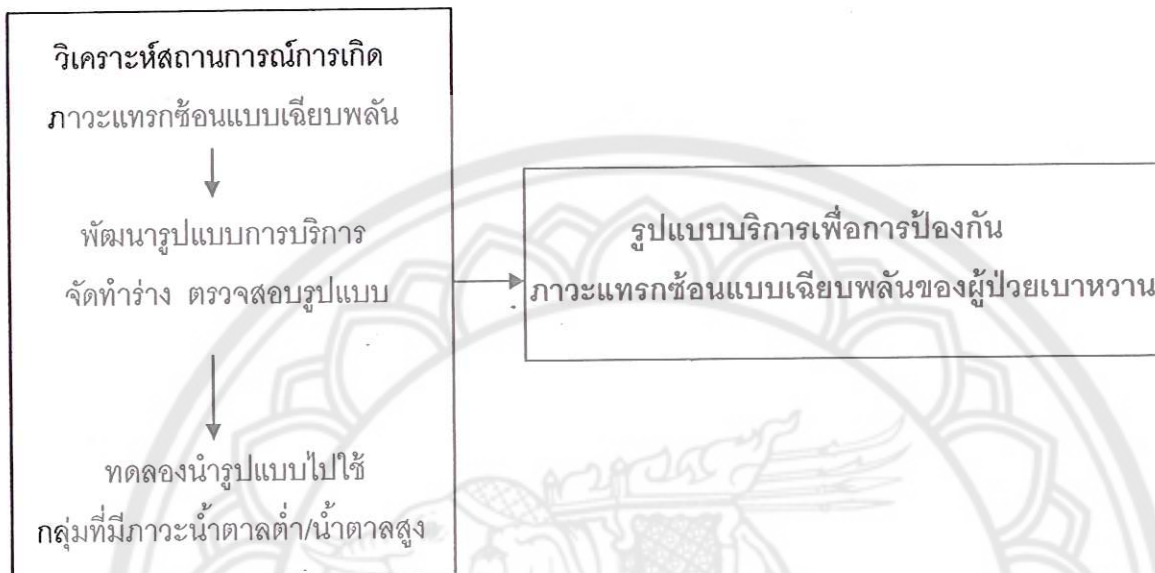 วิเคราะห์สถานการณ์การเกิด
ภาวะแทรกซ้อนแบบเฉียบพลัน
พัฒนารูปแบบการบริการ
จัดทำร่าง ตรวจสอบรูปแบบ
ทดลองนำรูปแบบไปใช้
กลุ่มที่มีภาวะน้ำตาลต่ำ/น้ำตาลสูง
รูปแบบบริการเพื่อการป้องกัน
ภาวะแทรกซ้อนแบบเฉียบพลันของผู้ป่วยเบาหวาน